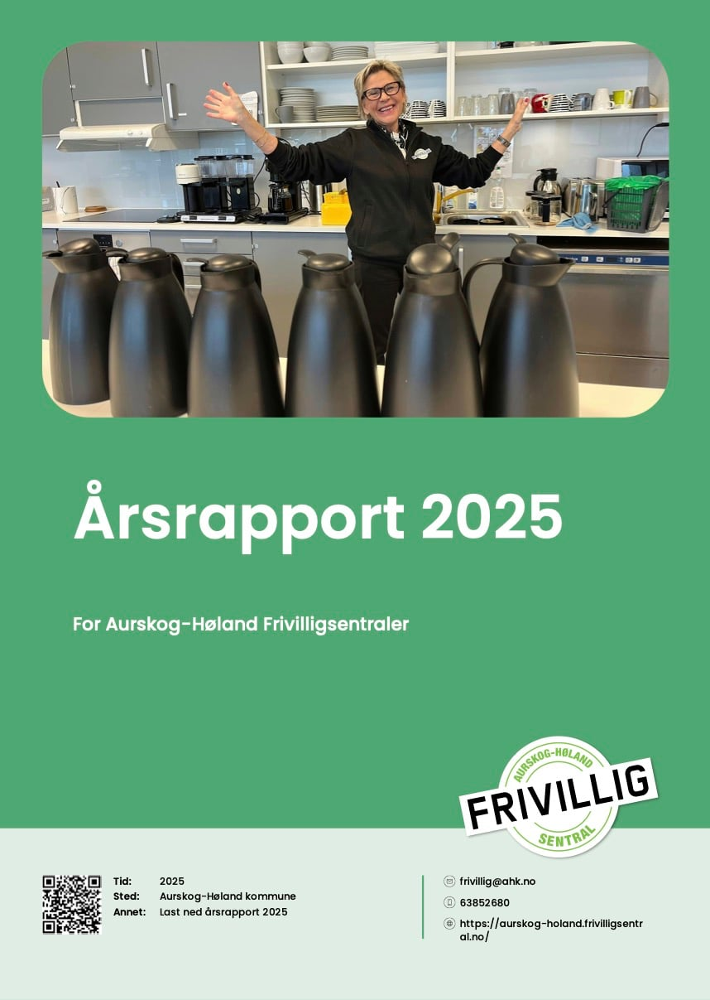 Årsrapport 2025
For Aurskog-Høland Frivilligsentraler
AURSKOG-HØLAND
FRIVILLIG
SENTRAL
Tid: 2025
Sted: Aurskog-Høland kommune
Annet: Last ned årsrapport 2025
frivillig@ahk.no
63852680
https://aurskog-holand.frivilligsentr
al.no/